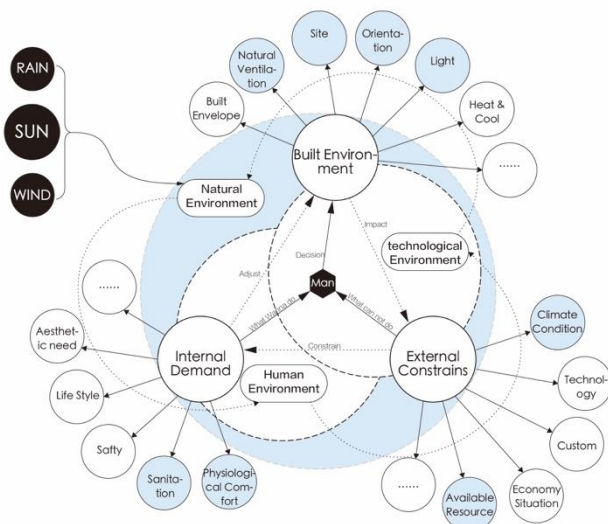 Site
Orienta-
tion
Natural
Ventila-
tion
Light
RAIN
Built
Envelope
Heat &
Cool
SUN
Built Environ-
ment
......
WIND
Natural
Environment
Impact
technological
Environment
Decision
Adjust
Man
......
What Wanna do
What can not do
Climate
Condition
Aesthet-
ic need
Constrain
Internal
Demand
External
Constrains
Human
Environment
Technol-
ogy
Life Style
Custom
Safty
......
Sanita-
tion
Physiologi-
cal Com-
fort
Available
Resource
Economy
Situation